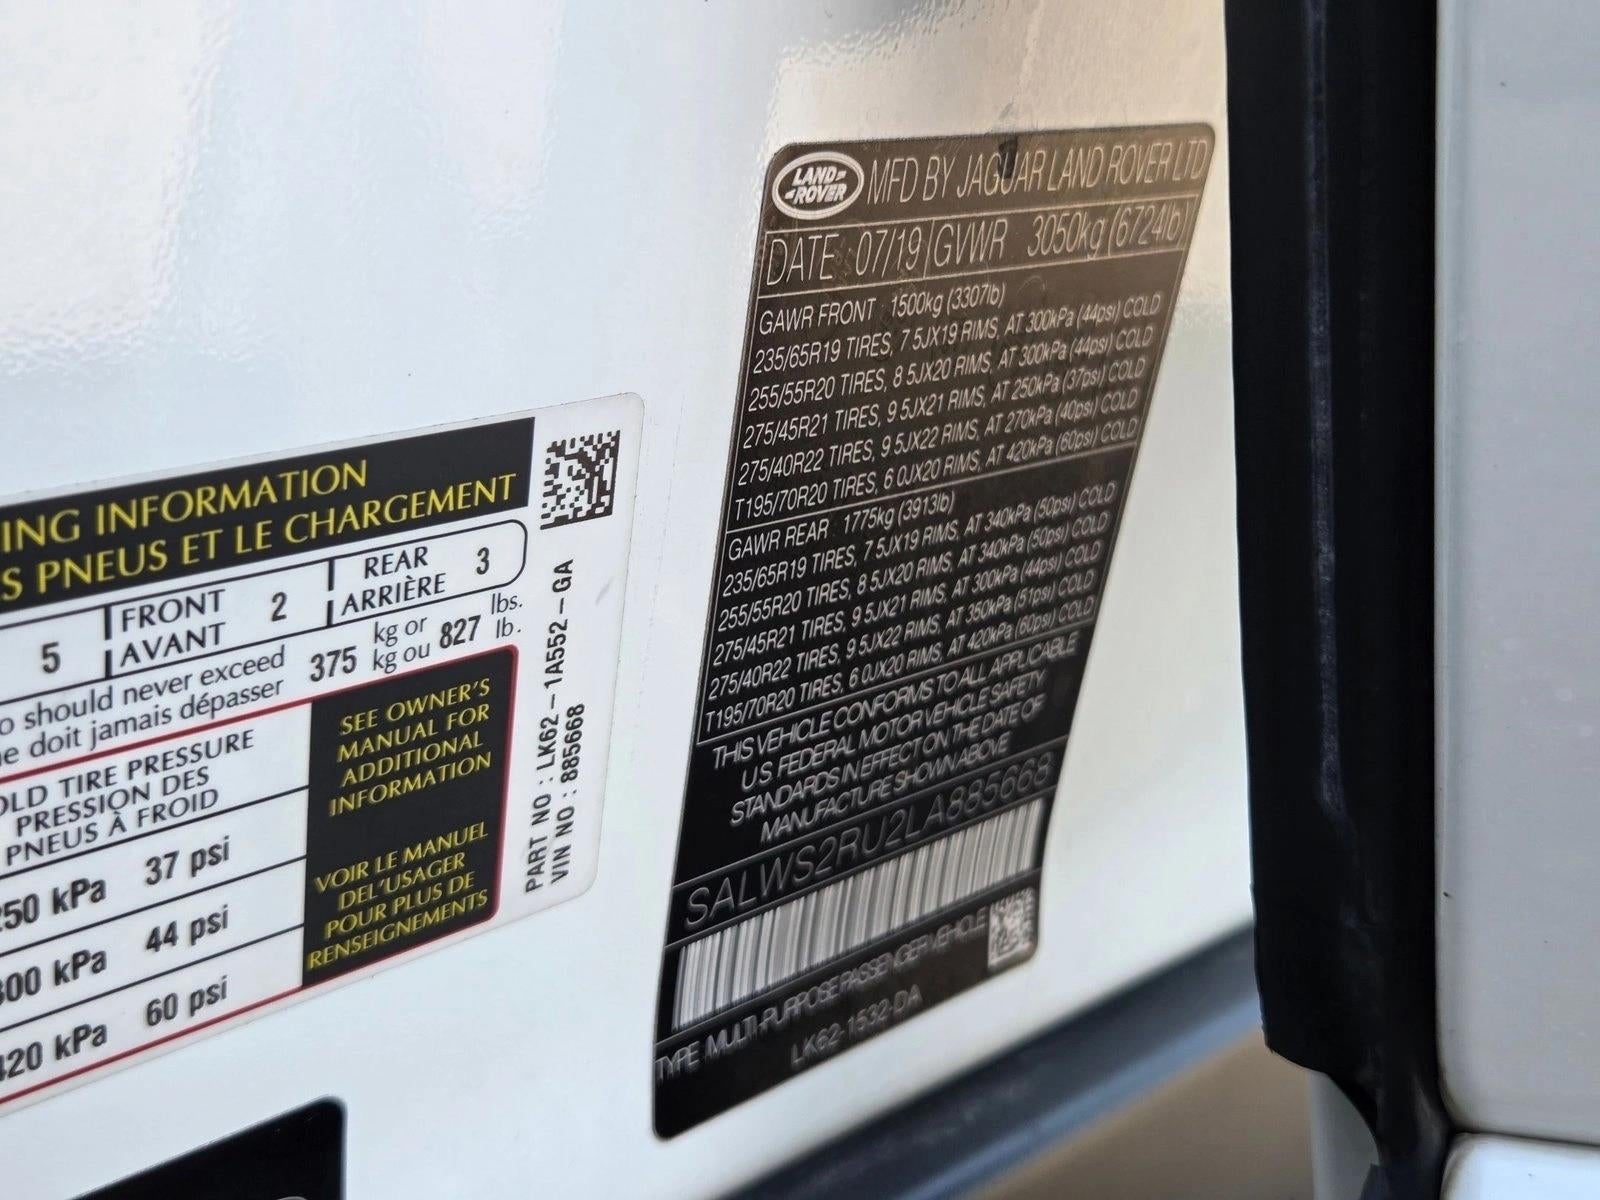 ING INFORMATION
S PNEUS ET LE CHARGEMENT
5 FRONT AVANT 2 REAR ARRIÈRE 3
o should never exceed 375 kg or 827 lbs.
ne doit jamais dépasser kg ou lb.
OLD TIRE PRESSURE
PRESSION DES
PNEUS À FROID
250 kPa 37 psi
300 kPa 44 psi
420 kPa 60 psi
SEE OWNER'S
MANUAL FOR
ADDITIONAL
INFORMATION
VOIR LE MANUEL
DEL'USAGER
POUR PLUS DE
RENSEIGNEMENTS
PART NO : LK62-1A552-GA
VIN NO : 885668
LAND ROVER MFD BY JAGUAR LAND ROVER LTD
DATE 07/19 GVWR 3050kg (6724lb)
GAWR FRONT 1500kg (3307lb)
235/65R19 TIRES, 7.5JX19 RIMS, AT 300kPa (44psi) COLD
255/55R20 TIRES, 8.5JX20 RIMS, AT 300kPa (44psi) COLD
275/45R21 TIRES, 9.5JX21 RIMS, AT 250kPa (37psi) COLD
275/40R22 TIRES, 9.5JX22 RIMS, AT 270kPa (40psi) COLD
T195/70R20 TIRES, 6.0JX20 RIMS, AT 420kPa (60psi) COLD
GAWR REAR 1775kg (3913lb)
235/65R19 TIRES, 7.5JX19 RIMS, AT 340kPa (50psi) COLD
255/55R20 TIRES, 8.5JX20 RIMS, AT 340kPa (50psi) COLD
275/45R21 TIRES, 9.5JX21 RIMS, AT 300kPa (44psi) COLD
275/40R22 TIRES, 9.5JX22 RIMS, AT 350kPa (51psi) COLD
T195/70R20 TIRES, 6.0JX20 RIMS, AT 420kPa (60psi) COLD
THIS VEHICLE CONFORMS TO ALL APPLICABLE
U.S. FEDERAL MOTOR VEHICLE SAFETY
STANDARDS IN EFFECT ON THE DATE OF
MANUFACTURE SHOWN ABOVE
SALWS2RU2LA885668
TYPE MULTI-PURPOSE PASSENGER VEHICLE
LK62-1532-DA